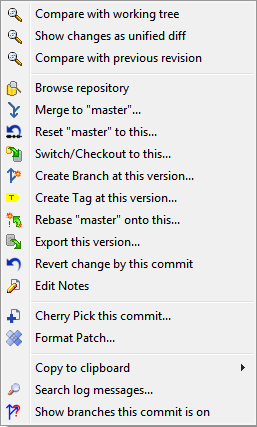 Compare with working tree
Show changes as unified diff
Compare with previous revision
Browse repository
Merge to "master"...
Reset "master" to this...
Switch/Checkout to this...
Create Branch at this version...
Create Tag at this version...
Rebase "master" onto this...
Export this version...
Revert change by this commit
Edit Notes
Cherry Pick this commit...
Format Patch...
Copy to clipboard
Search log messages...
Show branches this commit is on